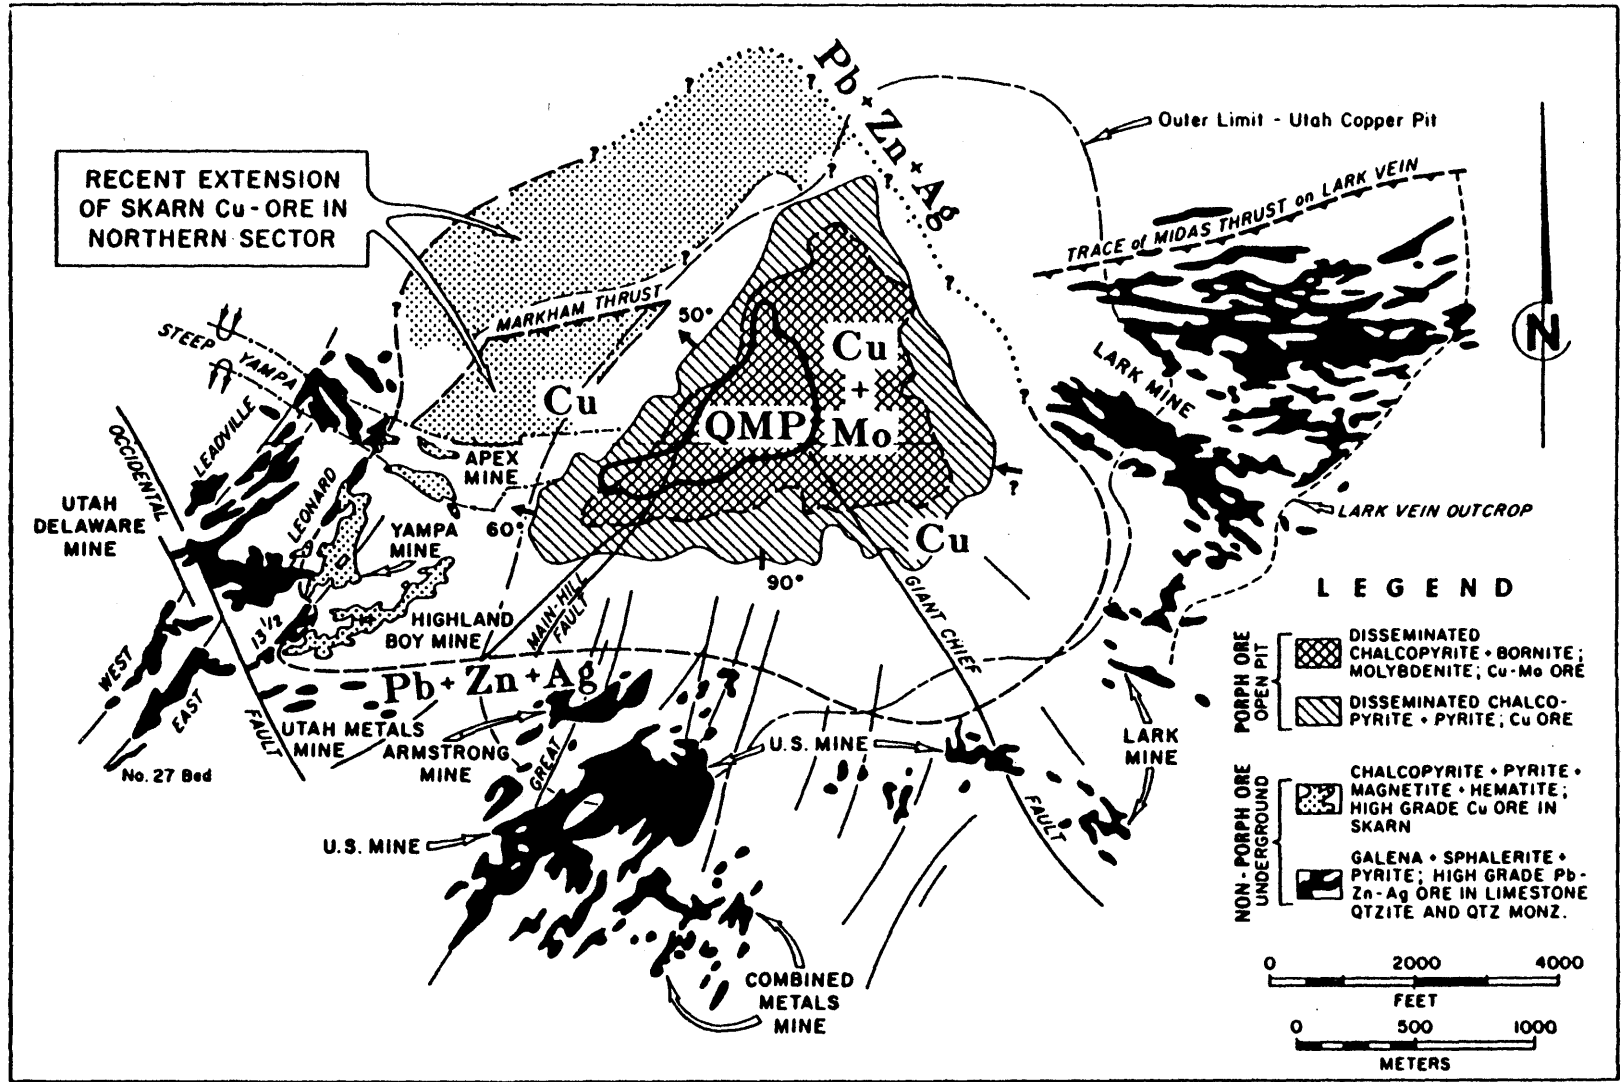 Pb + Zn + Ag
Outer Limit - Utah Copper Pit
RECENT EXTENSION
OF SKARN Cu-ORE IN
NORTHERN SECTOR
TRACE of MIDAS THRUST on LARK VEIN
MARKHAM THRUST
50°
N
STEEP YAMPA
Cu
Cu
+
Mo
QMP
LARK MINE
LEADVILLE
OCCIDENTAL
APEX
MINE
LEONARD
UTAH
DELAWARE
MINE
YAMPA
MINE
60°
?
LARK VEIN OUTCROP
Cu
90°
GIANT CHIEF
MAIN-HILL
FAULT
13 1/2
HIGHLAND
BOY MINE
WEST
EAST
FAULT
Pb + Zn + Ag
UTAH METALS
MINE
ARMSTRONG
MINE
GREAT
No. 27 Bed
U.S. MINE
LARK
MINE
FAULT
U.S. MINE
COMBINED
METALS
MINE
LEGEND
PORPH ORE
OPEN PIT
DISSEMINATED
CHALCOPYRITE + BORNITE;
MOLYBDENITE; Cu-Mo ORE
DISSEMINATED CHALCO-
PYRITE + PYRITE; Cu ORE
NON-PORPH ORE
UNDERGROUND
CHALCOPYRITE + PYRITE +
MAGNETITE + HEMATITE;
HIGH GRADE Cu ORE IN
SKARN
GALENA + SPHALERITE +
PYRITE; HIGH GRADE Pb-
Zn-Ag ORE IN LIMESTONE
QTZITE AND QTZ MONZ.
0 2000 4000
FEET
0 500 1000
METERS